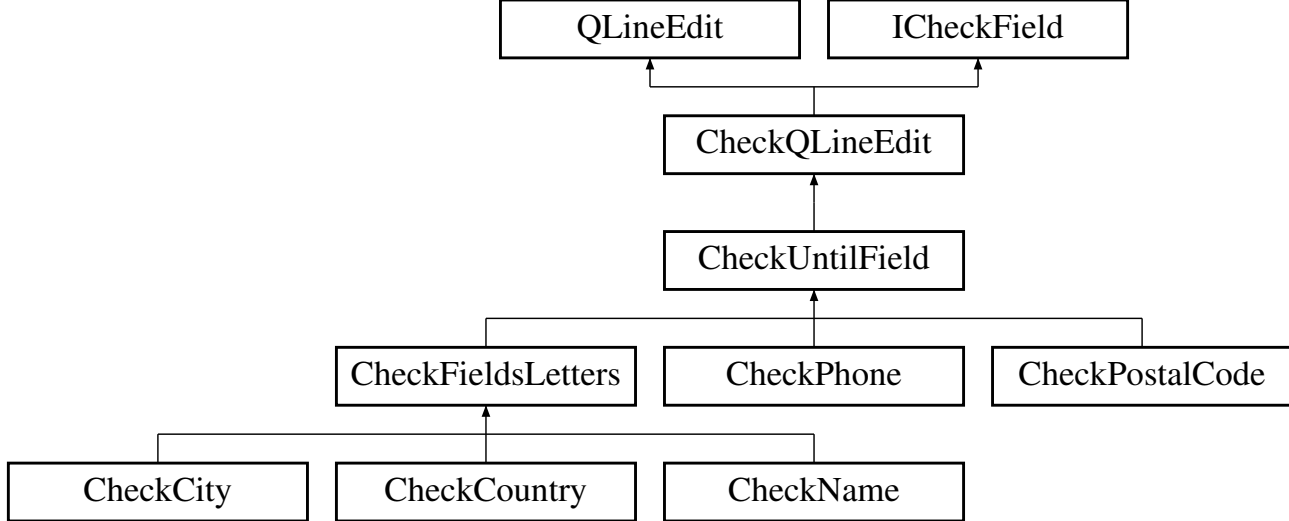 QLineEdit
ICheckField
CheckQLineEdit
CheckUntilField
CheckFieldsLetters
CheckPhone
CheckPostalCode
CheckCity
CheckCountry
CheckName